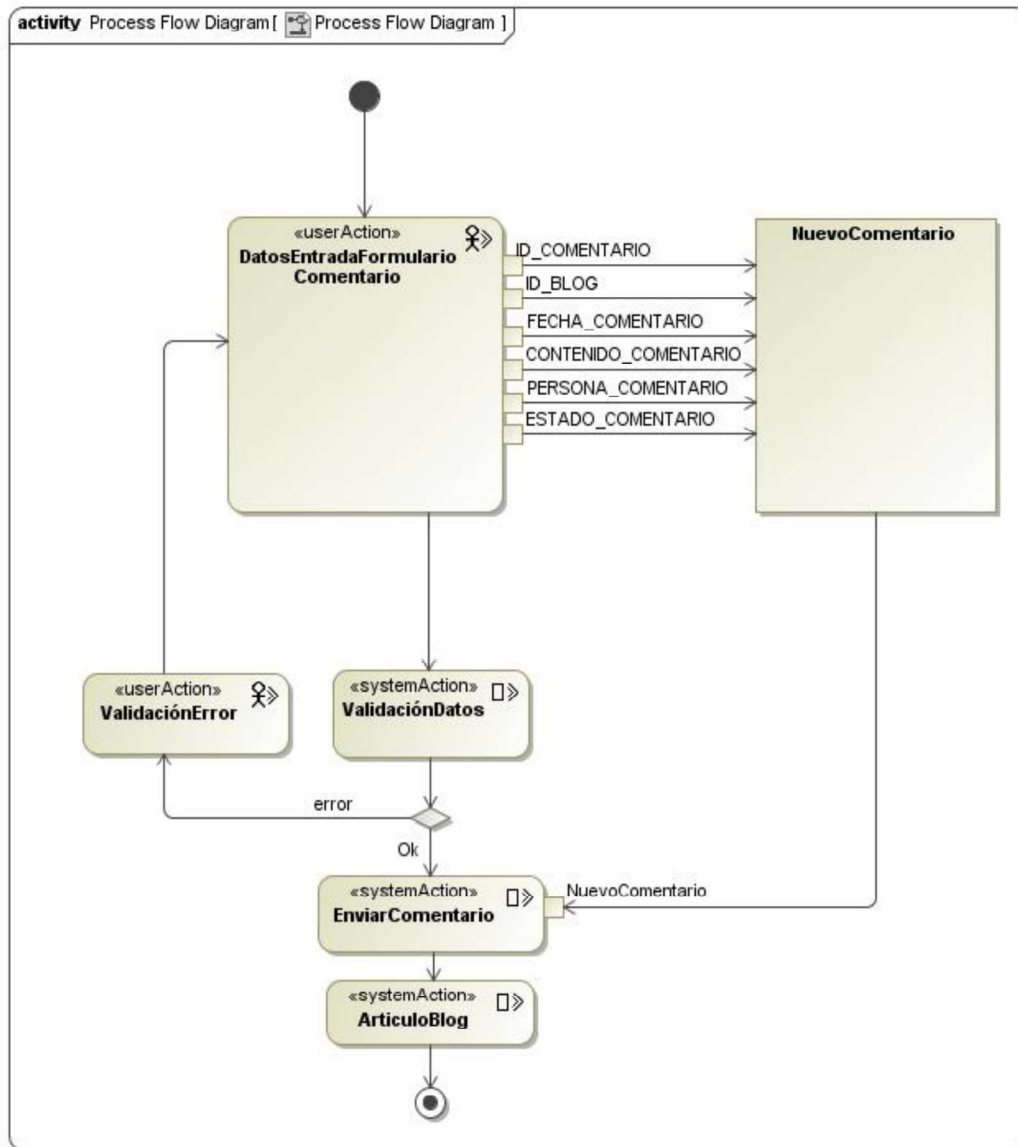 activity Process Flow Diagram [ Process Flow Diagram ]
«userAction»
DatosEntradaFormulario
Comentario
ID_COMENTARIO
ID_BLOG
FECHA_COMENTARIO
CONTENIDO_COMENTARIO
PERSONA_COMENTARIO
ESTADO_COMENTARIO
NuevoComentario
«userAction»
ValidaciónError
«systemAction»
ValidaciónDatos
error
Ok
«systemAction»
EnviarComentario
NuevoComentario
«systemAction»
ArticuloBlog